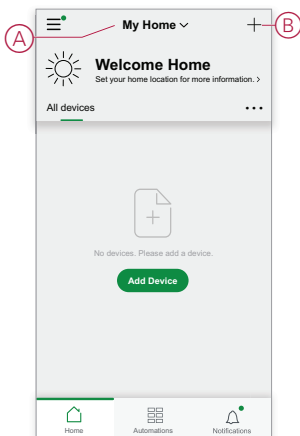 My Home
A
B
Welcome Home
Set your home location for more information. >
All devices
No devices. Please add a device.
Add Device
Home
Automations
Notifications